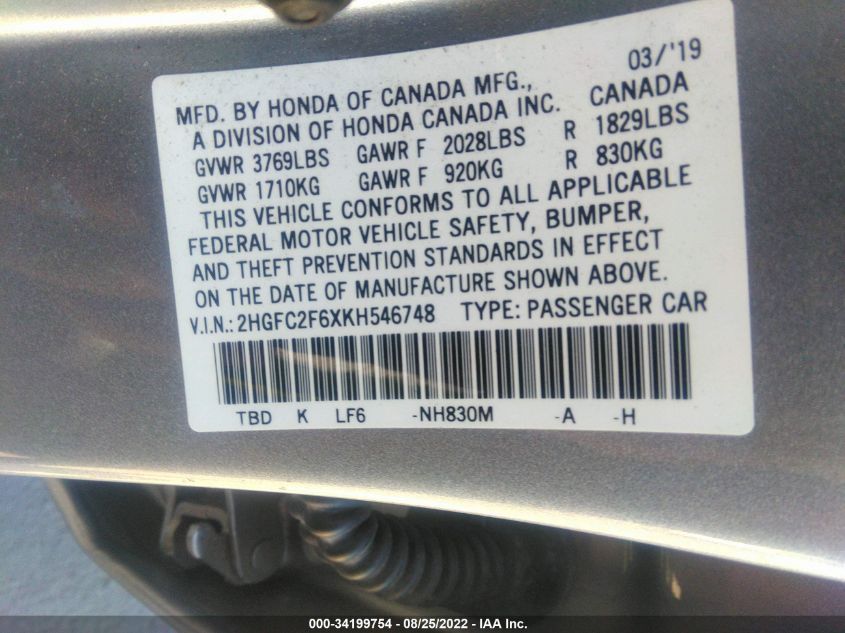 03/'19
MFD. BY HONDA OF CANADA MFG., CANADA
A DIVISION OF HONDA CANADA INC.
GVWR 3769LBS GAWR F 2028LBS R 1829LBS
GVWR 1710KG GAWR F 920KG R 830KG
THIS VEHICLE CONFORMS TO ALL APPLICABLE
FEDERAL MOTOR VEHICLE SAFETY, BUMPER,
AND THEFT PREVENTION STANDARDS IN EFFECT
ON THE DATE OF MANUFACTURE SHOWN ABOVE.
V.I.N.: 2HGFC2F6XKH546748 TYPE: PASSENGER CAR
TBD K LF6 -NH830M -A -H
000-34199754 - 08/25/2022 - IAA Inc.